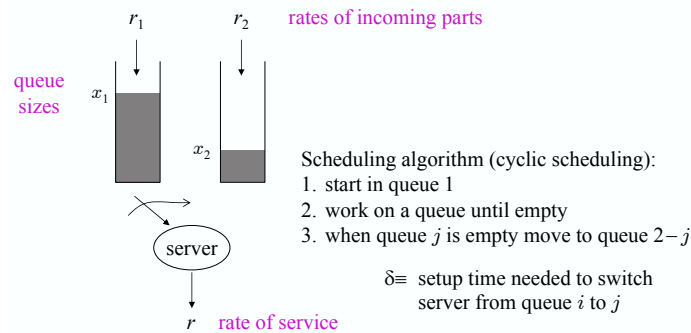 r₁ r₂ rates of incoming parts
queue
sizes
x₁
x₂
Scheduling algorithm (cyclic scheduling):
1. start in queue 1
2. work on a queue until empty
3. when queue j is empty move to queue 2−j
server
δ≡ setup time needed to switch
server from queue i to j
r rate of service